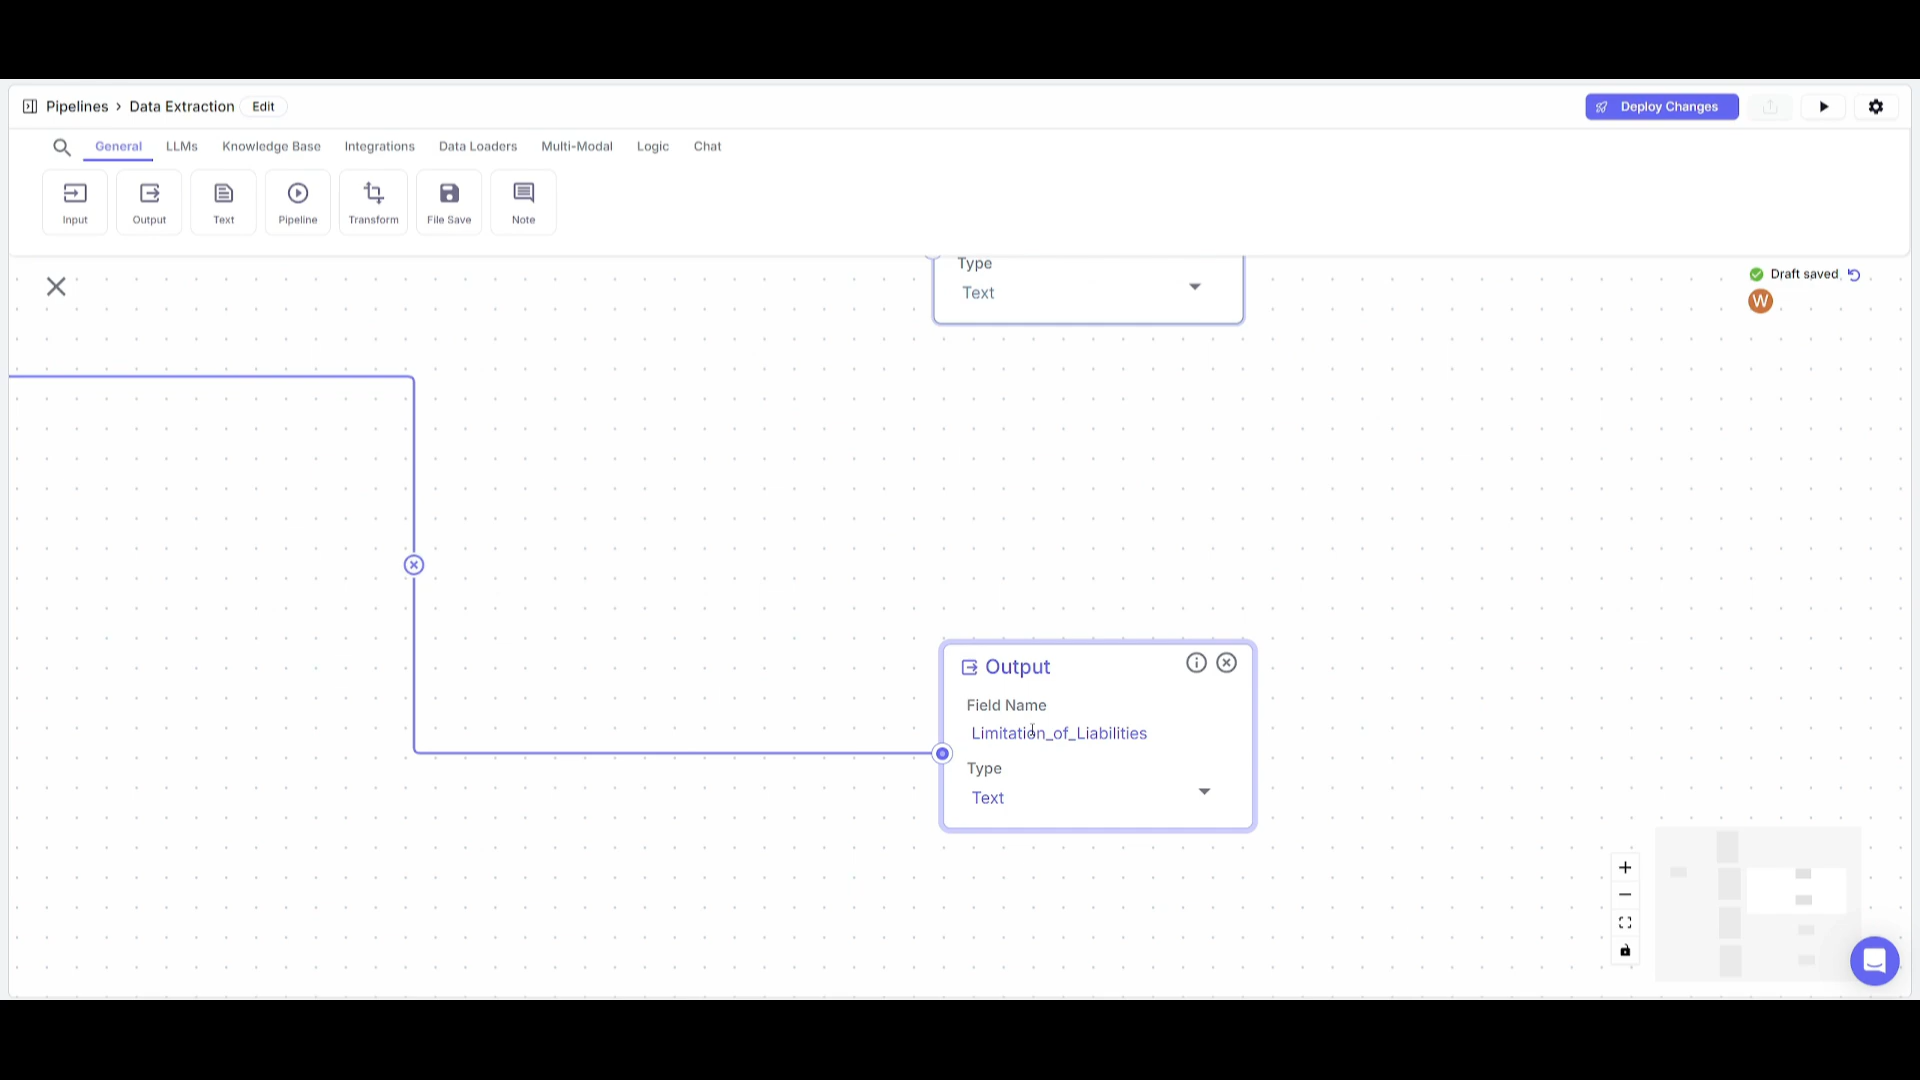 Pipelines > Data Extraction Edit
Deploy Changes
General LLMs Knowledge Base Integrations Data Loaders Multi-Modal Logic Chat
Input Output Text Pipeline Transform File Save Note
Type
Text
Draft saved
W
Output
Field Name
Limitation_of_Liabilities
Type
Text